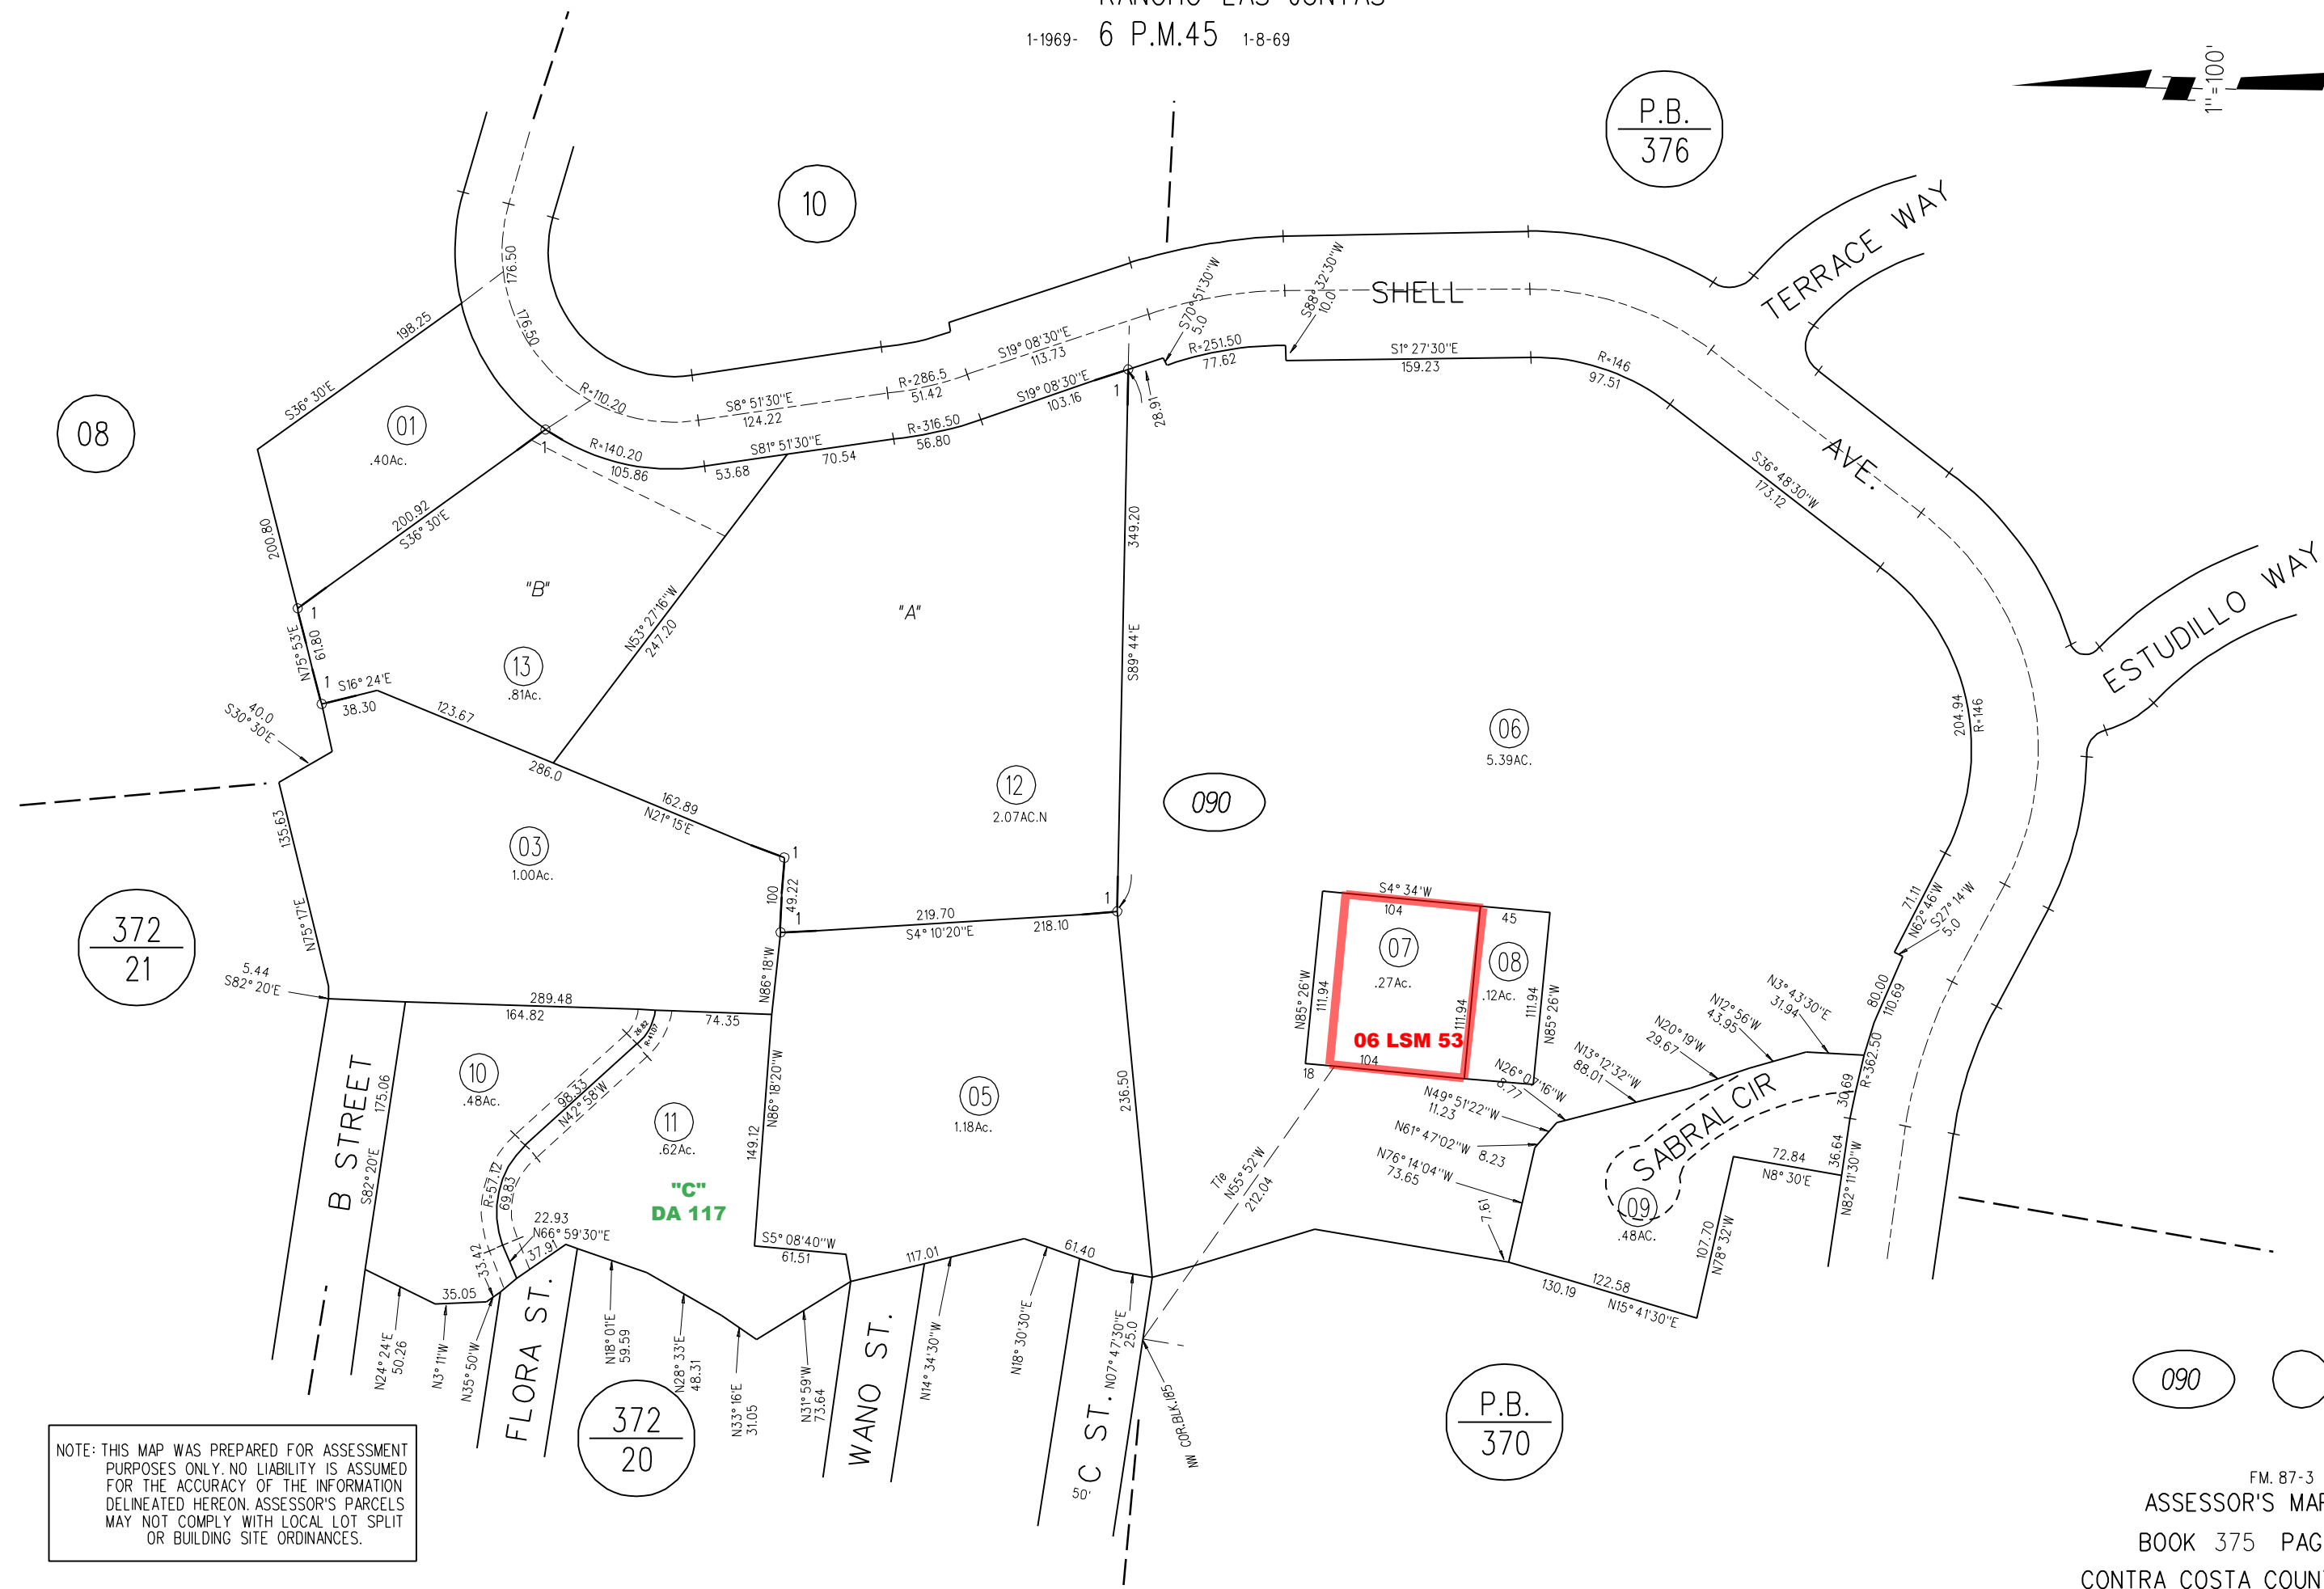 RANCHO LAS JUNTAS
1-1969- 6 P.M.45 1-8-69
1"=100'
P.B.
376
10
TERRACE WAY
SHELL
AVE.
ESTUDILLO WAY
08
176.50
176.50
198.25
S36° 30'E
01
.40Ac.
R=110.20
S8° 51'30"E
124.22
R=286.5
51.42
S19° 08'30"E
113.73
S70° 51'30"W
5.0
S88° 32'30"W
10.0
R=251.50
77.62
S1° 27'30"E
159.23
R=146
97.51
S36° 48'30"W
173.12
R=140.20
105.86
S81° 51'30"E
53.68
70.54
R=316.50
56.80
S19° 08'30"E
103.16
1
28.91
1
200.92
S36° 30'E
200.80
349.20
S89° 44'E
"B"
"A"
N53° 27'16"W
247.20
1
N75° 53'E
61.80
1
13
.81Ac.
S16° 24'E
38.30
40.0
S30° 30'E
123.67
286.0
162.89
N21° 15'E
12
2.07AC.N
06
5.39AC.
090
204.94
R=146
135.63
N75° 17'E
03
1.00Ac.
1
100
49.22
1
219.70
S4° 10'20"E
218.10
1
372
21
5.44
S82° 20'E
N86° 18'W
S4° 34'W
104
45
07
.27Ac.
08
.12Ac.
N85° 26'W
111.94
111.94
111.94
N85° 26'W
06 LSM 53
104
18
71.11
N62° 46'W
S27° 14'W
5.0
80.00
110.69
N3° 43'30"E
31.94
N12° 56'W
43.95
N20° 19'W
29.67
N13° 12'32"W
88.01
N26° 07'16"W
8.77
N49° 51'22"W
11.23
N61° 47'02"W 8.23
N76° 14'04"W
73.65
7.61
R=362.50
30.69
36.64
N82° 11'30"W
SABRAL CIR
72.84
N8° 30'E
09
.48AC.
107.70
N78° 32'W
122.58
130.19
N15° 41'30"E
289.48
164.82
74.35
26.82
R=41.07
B STREET
175.06
S82° 20'E
10
.48Ac.
98.33
N42° 58'W
R=57.12
69.83
11
.62Ac.
"C"
DA 117
N86° 18'20"W
149.12
05
1.18Ac.
236.50
Tie
N55° 52'W
212.04
22.93
N66° 59'30"E
37.91
33.42
35.05
S5° 08'40"W
61.51
117.01
61.40
N24° 24'E
50.26
N3° 11'W
N35° 50'W
FLORA ST.
N18° 01'E
59.59
N28° 33'E
48.31
N33° 16'E
31.05
N31° 59'W
73.64
WANO ST.
N14° 34'30"W
N18° 30'30"E
N07° 47'30"E
25.0
C ST.
50'
NW COR.BLK.185
372
20
P.B.
370
090
NOTE: THIS MAP WAS PREPARED FOR ASSESSMENT
PURPOSES ONLY. NO LIABILITY IS ASSUMED
FOR THE ACCURACY OF THE INFORMATION
DELINEATED HEREON. ASSESSOR'S PARCELS
MAY NOT COMPLY WITH LOCAL LOT SPLIT
OR BUILDING SITE ORDINANCES.
FM. 87-3
ASSESSOR'S MAP
BOOK 375 PAG
CONTRA COSTA COUN